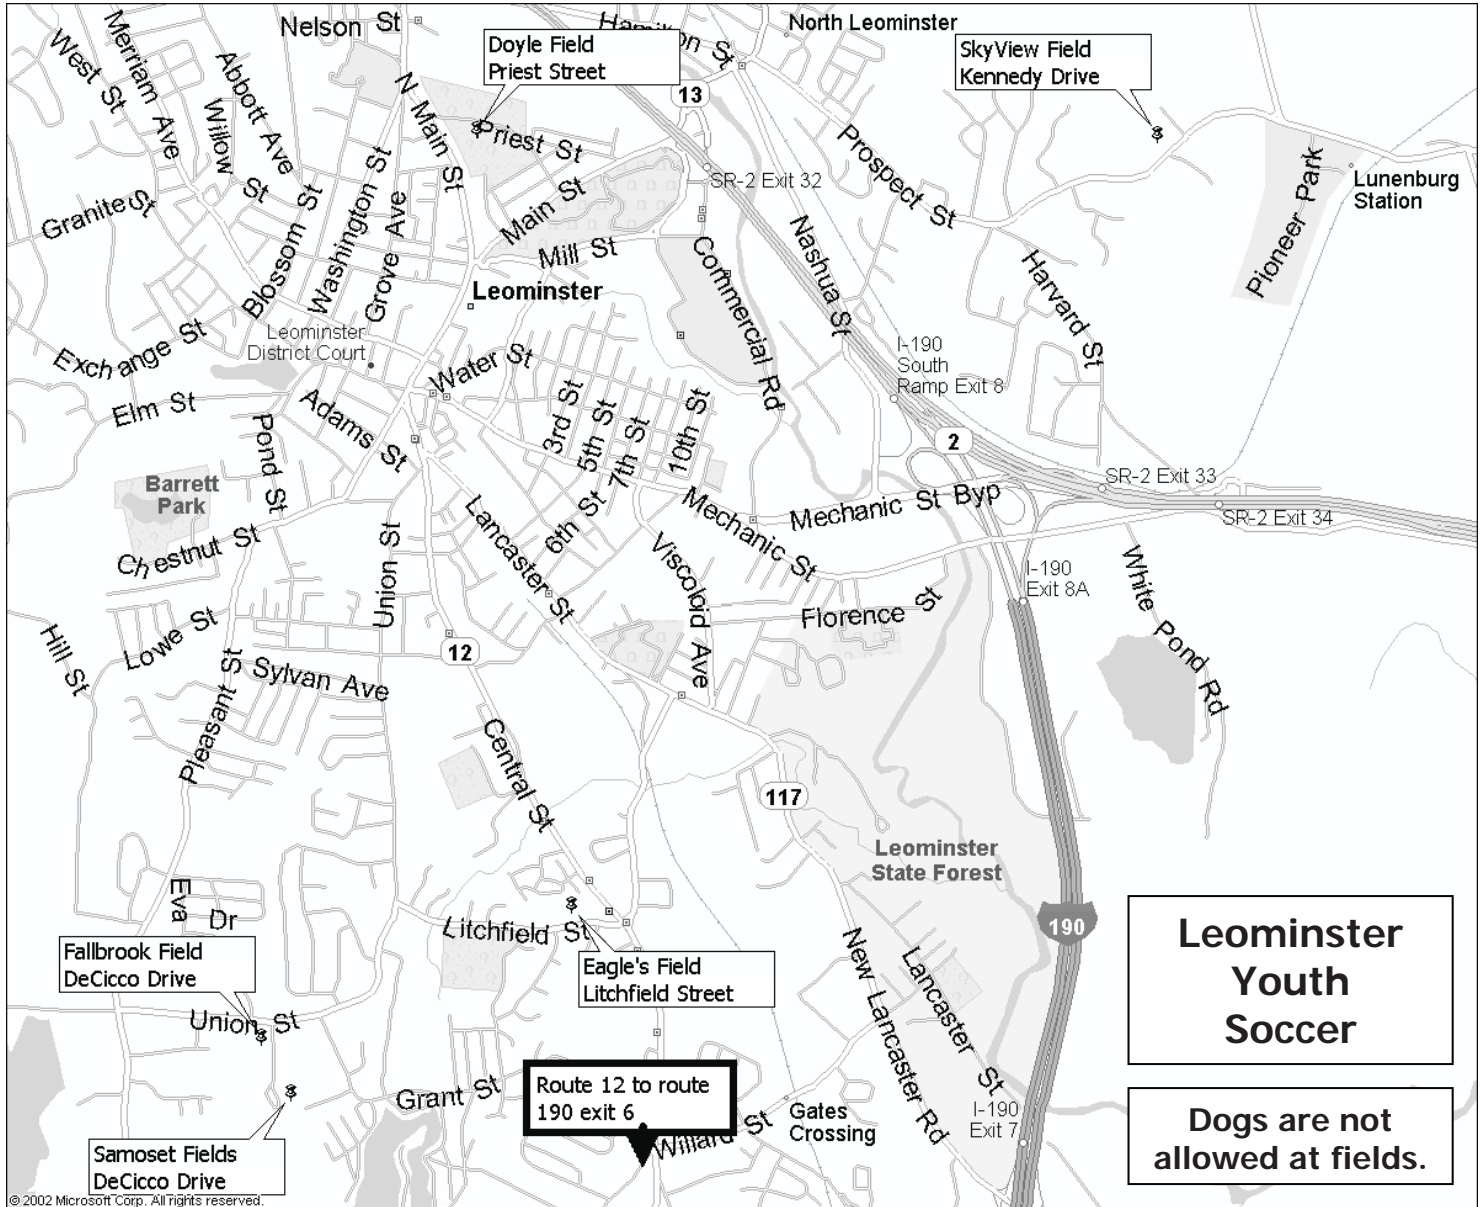 Nelson St
Hamilton St
North Leominster
Doyle Field
Priest Street
SkyView Field
Kennedy Drive
West St
Merriam Ave
Abbott Ave
Willow St
N Main St
13
Priest St
Prospect St
SR-2 Exit 32
Pioneer Park
Lunenburg
Station
Granite St
Blossom St
Washington St
Grove Ave
Main St
Mill St
Leominster
Commercial Rd
Nashua St
Harvard St
Exchange St
Leominster
District Court
Water St
I-190
South
Ramp Exit 8
Elm St
Adams St
Pond St
3rd St
5th St
7th St
10th St
6th St
2
Barrett
Park
SR-2 Exit 33
Mechanic St Byp
SR-2 Exit 34
Chestnut St
Union St
Lancaster St
Mechanic St
Viscoloid Ave
I-190
Exit 8A
White Pond Rd
Florence St
Hill St
Lowe St
12
Sylvan Ave
Pleasant St
Central St
117
Leominster
State Forest
Eva Dr
Litchfield St
190
Leominster
Youth
Soccer
Fallbrook Field
DeCicco Drive
Eagle's Field
Litchfield Street
New Lancaster Rd
Lancaster St
Union St
Grant St
Route 12 to route
190 exit 6
Willard St
Gates
Crossing
I-190
Exit 7
Dogs are not
allowed at fields.
Samoset Fields
DeCicco Drive
© 2002 Microsoft Corp. All rights reserved.